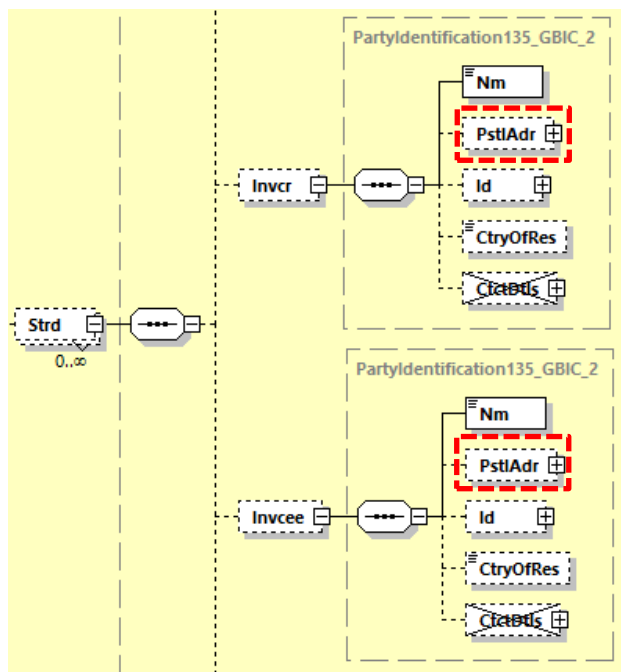 PartyIdentification135_GBIC_2
Nm
PstlAdr
Invcr
Id
CtryOfRes
CtctDtls
Strd
0..∞
PartyIdentification135_GBIC_2
Nm
PstlAdr
Invcee
Id
CtryOfRes
CtctDtls